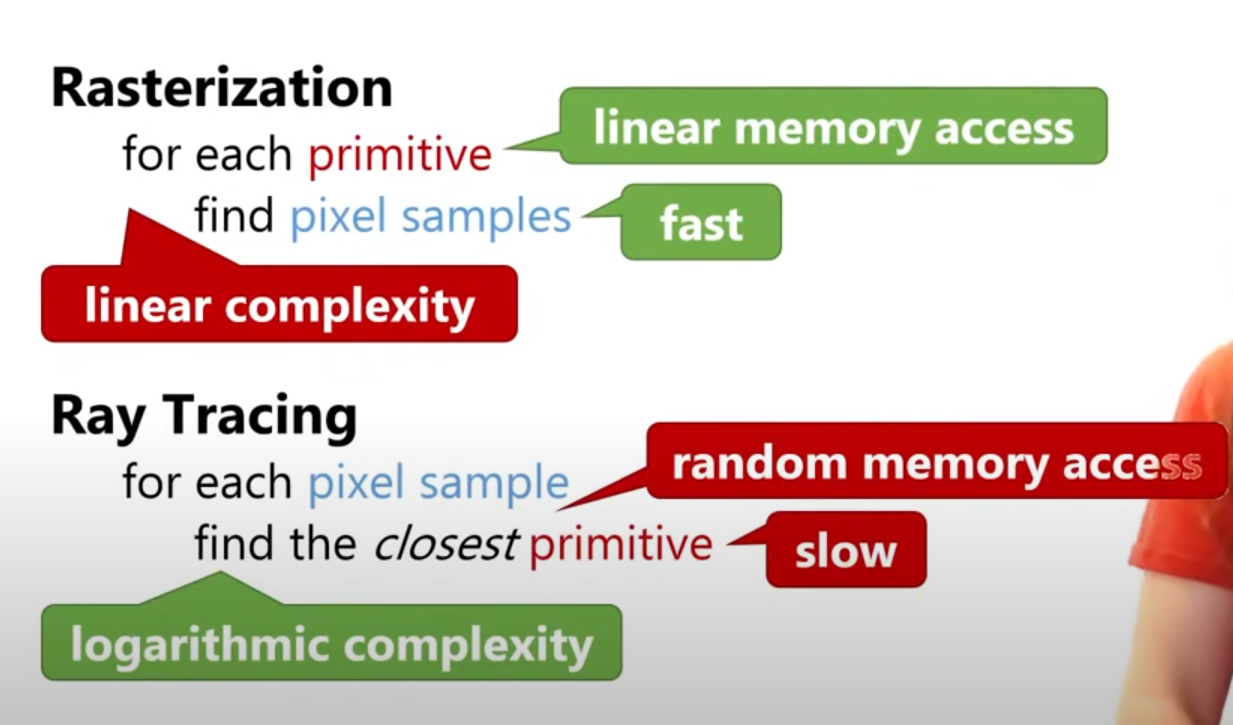 Rasterization
for each primitive
linear memory access
find pixel samples
fast
linear complexity
Ray Tracing
for each pixel sample
random memory access
find the closest primitive
slow
logarithmic complexity